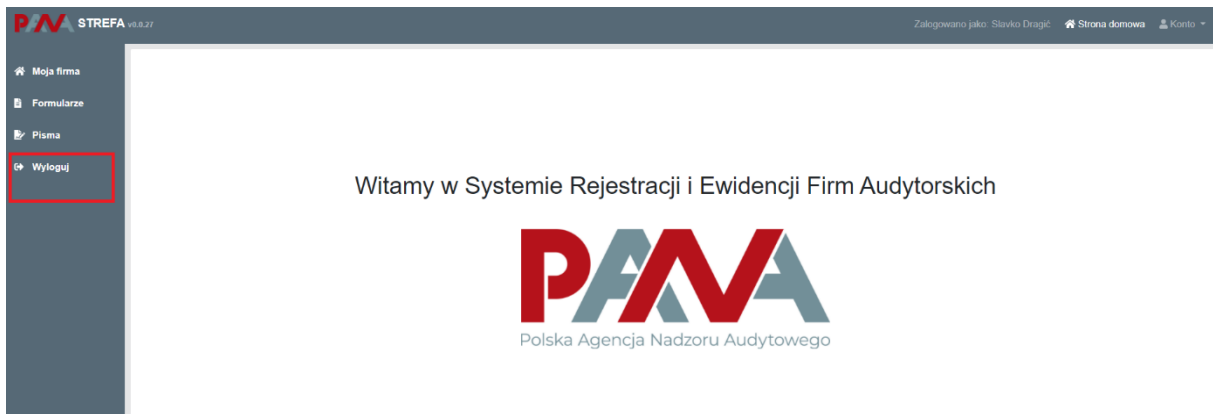 PANA STREFA v0.0.27
Zalogowano jako: Slavko Dragić Strona domowa Konto
Moja firma
Formularze
Pisma
Wyloguj
Witamy w Systemie Rejestracji i Ewidencji Firm Audytorskich
PANA
Polska Agencja Nadzoru Audytowego